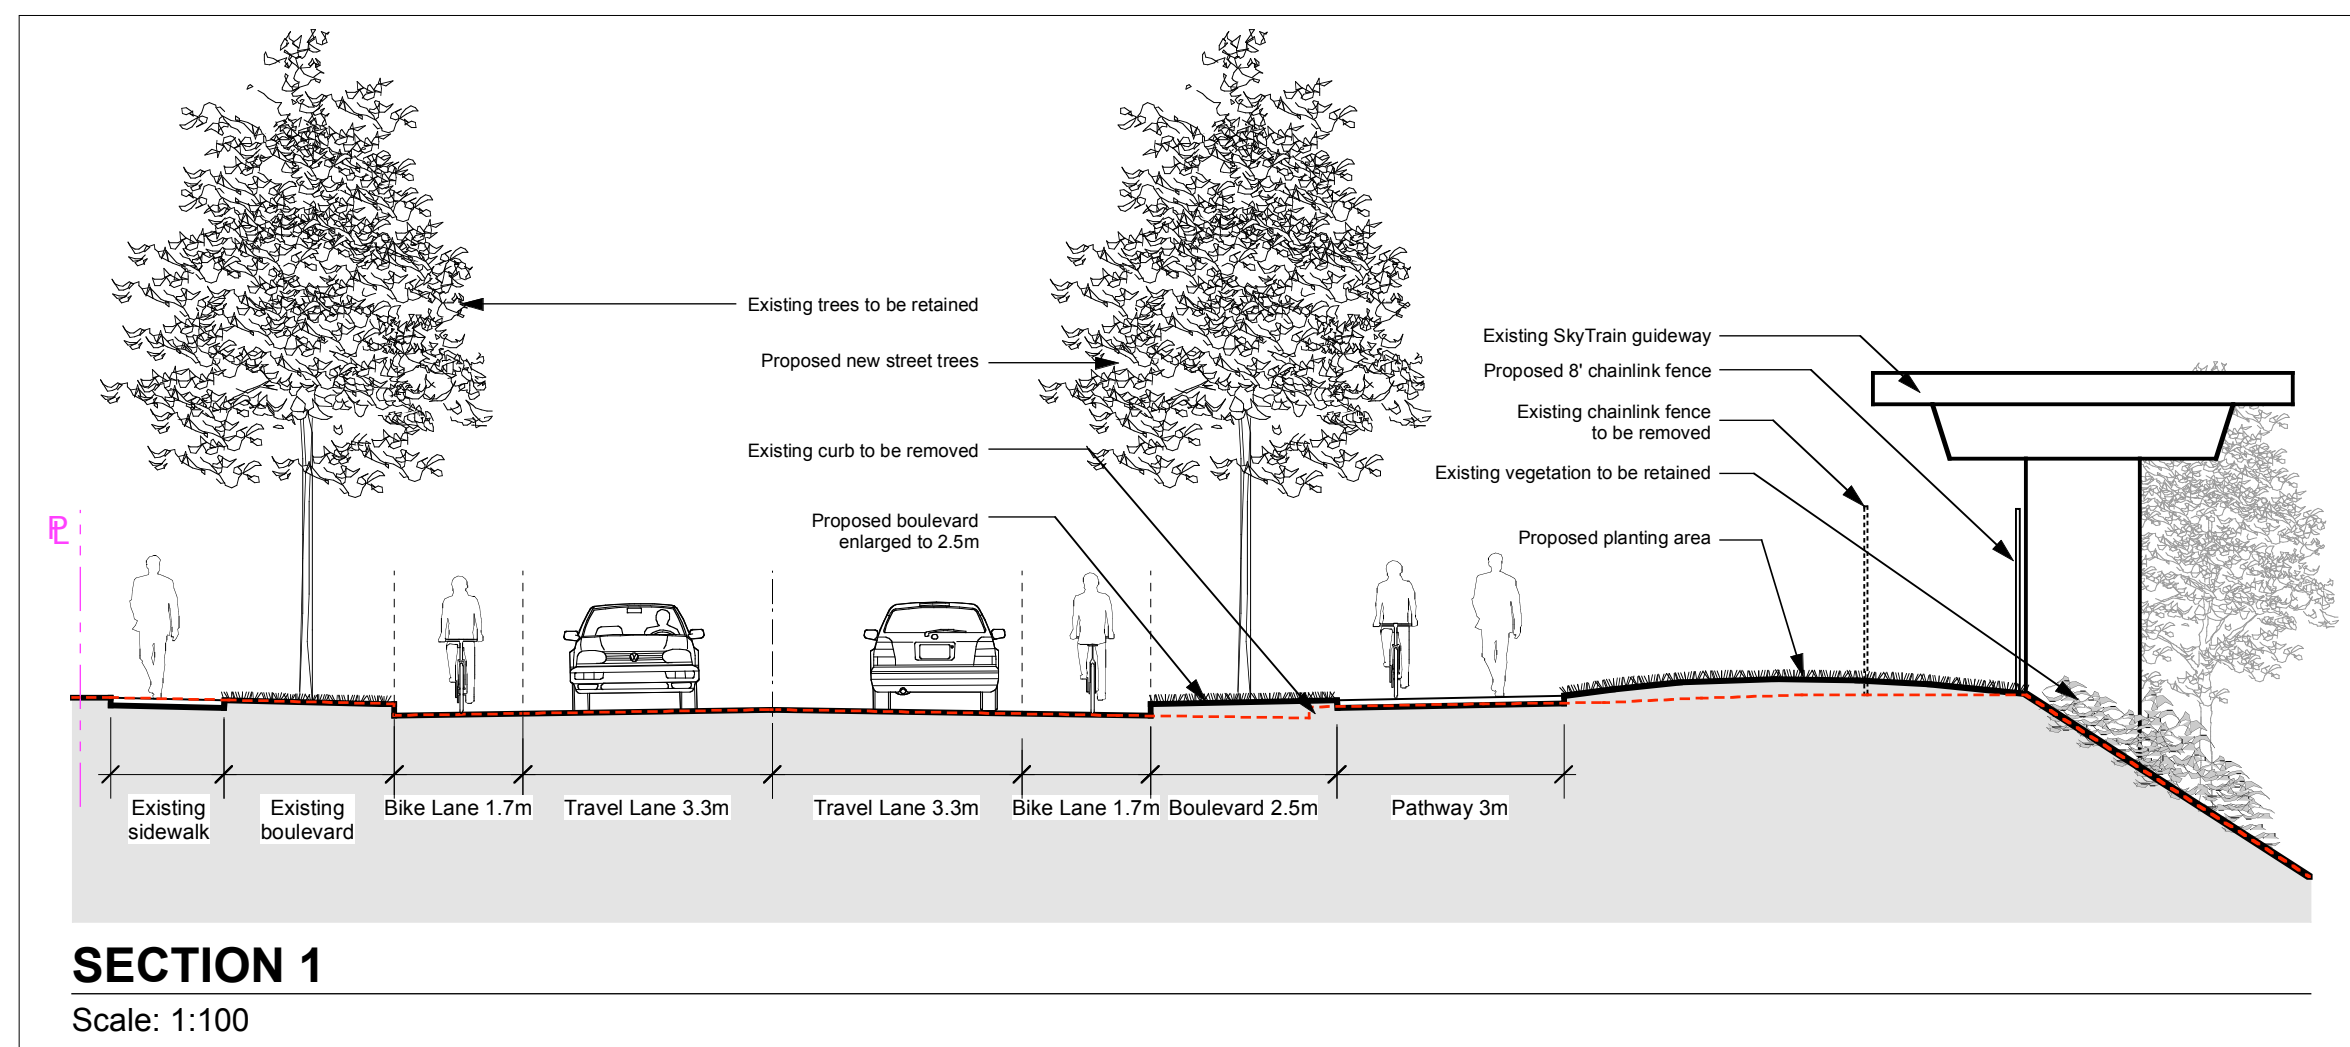 Existing trees to be retained
Proposed new street trees
Existing curb to be removed
Proposed boulevard
enlarged to 2.5m
Existing SkyTrain guideway
Proposed 8' chainlink fence
Existing chainlink fence
to be removed
Existing vegetation to be retained
Proposed planting area
PL
Existing
sidewalk
Existing
boulevard
Bike Lane 1.7m
Travel Lane 3.3m
Travel Lane 3.3m
Bike Lane 1.7m
Boulevard 2.5m
Pathway 3m
SECTION 1
Scale: 1:100